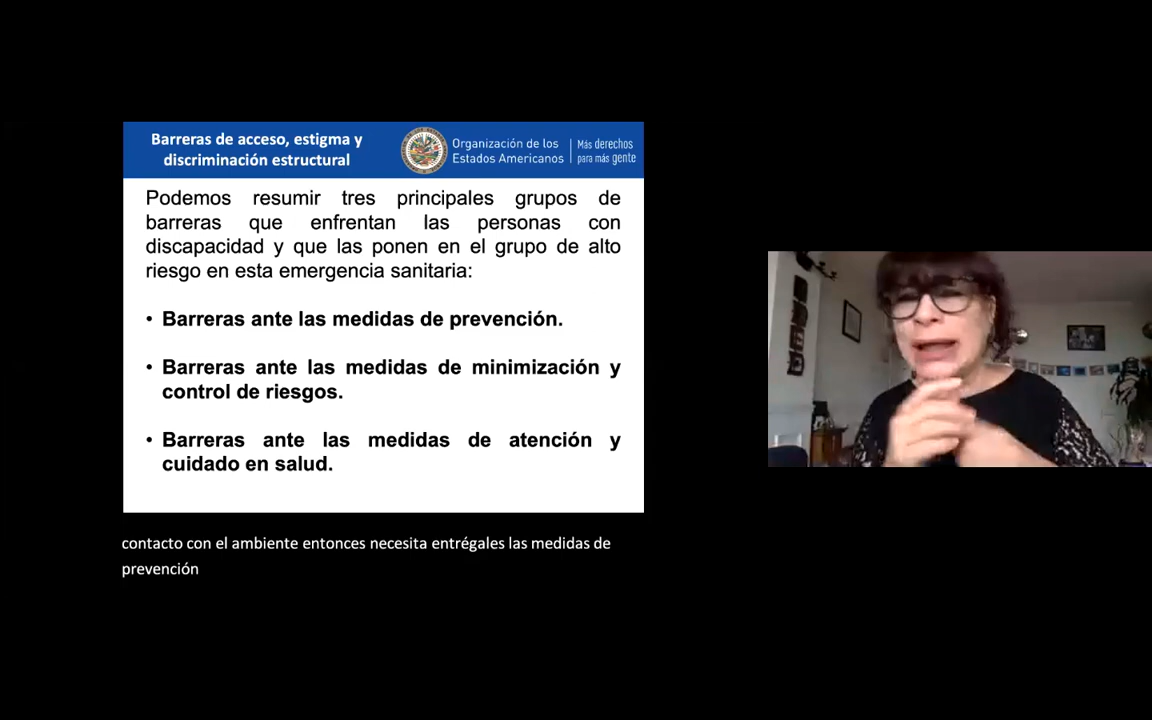 Barreras de acceso, estigma y
discriminación estructural
Organización de los
Estados Americanos
Más derechos
para más gente
Podemos resumir tres principales grupos de
barreras que enfrentan las personas con
discapacidad y que las ponen en el grupo de alto
riesgo en esta emergencia sanitaria:
• Barreras ante las medidas de prevención.
• Barreras ante las medidas de minimización y
control de riesgos.
• Barreras ante las medidas de atención y
cuidado en salud.
contacto con el ambiente entonces necesita entrégales las medidas de
prevención